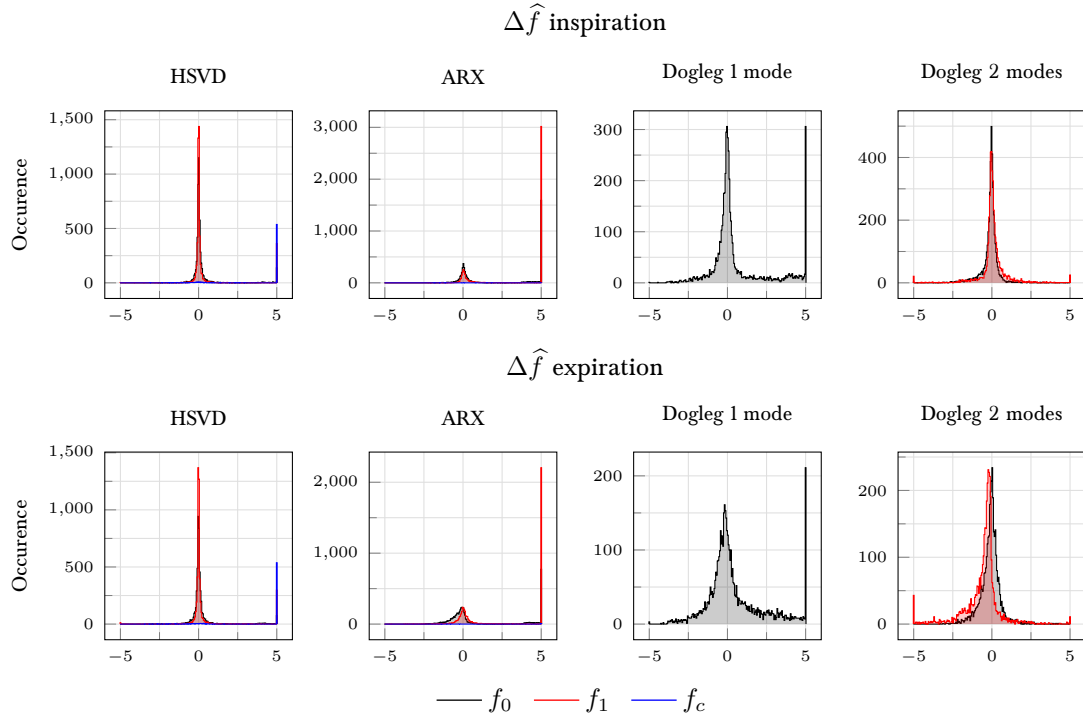 Δf̂ inspiration
HSVD
ARX
Dogleg 1 mode
Dogleg 2 modes
Occurence
1,500
1,000
500
0
−5 0 5
3,000
2,000
1,000
0
−5 0 5
300
200
100
0
−5 0 5
400
200
0
−5 0 5
Δf̂ expiration
HSVD
ARX
Dogleg 1 mode
Dogleg 2 modes
Occurence
1,500
1,000
500
0
−5 0 5
2,000
1,000
0
−5 0 5
200
150
100
50
0
−5 0 5
200
100
0
−5 0 5
f₀ f₁ f_c